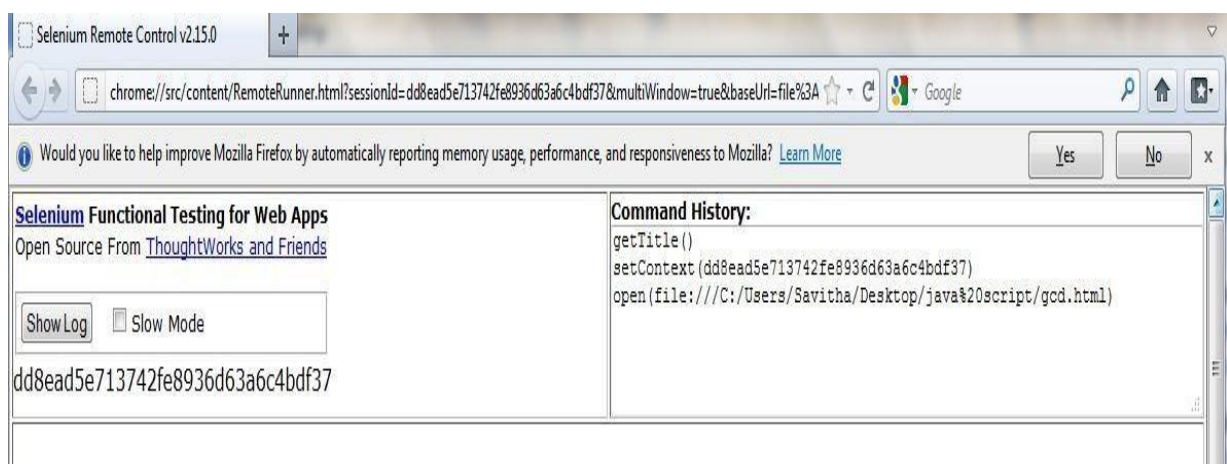 Selenium Remote Control v2.15.0
+
chrome://src/content/RemoteRunner.html?sessionId=dd8ead5e713742fe8936d63a6c4bdf37&multiWindow=true&baseUrl=file%3A
Google
Would you like to help improve Mozilla Firefox by automatically reporting memory usage, performance, and responsiveness to Mozilla? Learn More
Yes
No
x
Selenium Functional Testing for Web Apps
Open Source From ThoughtWorks and Friends
Show Log
Slow Mode
dd8ead5e713742fe8936d63a6c4bdf37
Command History:
getTitle()
setContext(dd8ead5e713742fe8936d63a6c4bdf37)
open(file:///C:/Users/Savitha/Desktop/java%20script/gcd.html)